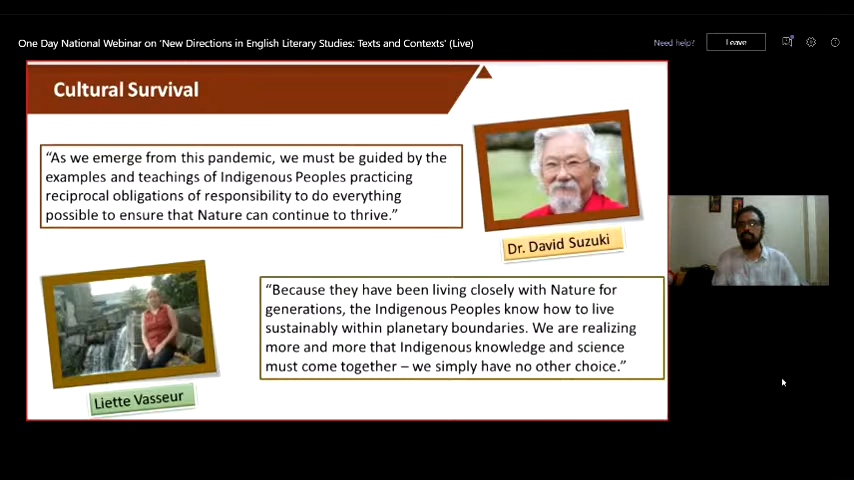 One Day National Webinar on 'New Directions in English Literary Studies: Texts and Contexts' (Live)
Need help?
Leave
Cultural Survival
“As we emerge from this pandemic, we must be guided by the
examples and teachings of Indigenous Peoples practicing
reciprocal obligations of responsibility to do everything
possible to ensure that Nature can continue to thrive.”
Dr. David Suzuki
“Because they have been living closely with Nature for
generations, the Indigenous Peoples know how to live
sustainably within planetary boundaries. We are realizing
more and more that Indigenous knowledge and science
must come together – we simply have no other choice.”
Liette Vasseur